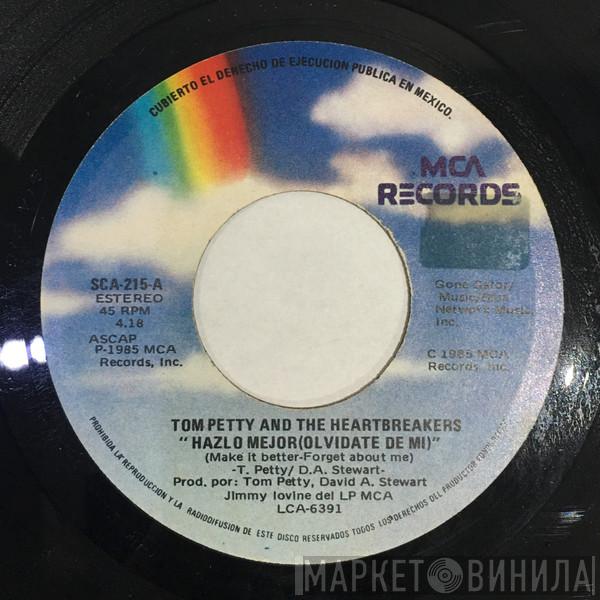 CUBIERTO EL DERECHO DE EJECUCION PUBLICA EN MEXICO.
MCA
RECORDS
SCA-215-A
ESTEREO
45 RPM
4.18
ASCAP
P-1985 MCA
Records, Inc.
Gone Gator/
Music/
Network Music,
Inc.
C 1985 MCA
Records, Inc.
TOM PETTY AND THE HEARTBREAKERS
"HAZLO MEJOR(OLVIDATE DE MI)"
(Make it better-Forget about me)
-T. Petty/ D.A. Stewart-
Prod. por: Tom Petty, David A. Stewart
Jimmy Iovine del LP MCA
LCA-6391
PROHIBIDA LA REPRODUCCION Y LA RADIODIFUSION DE ESTE DISCO RESERVADOS TODOS LOS DERECHOS DEL PRODUCTOR
МАРКЕТ ВИНИЛА